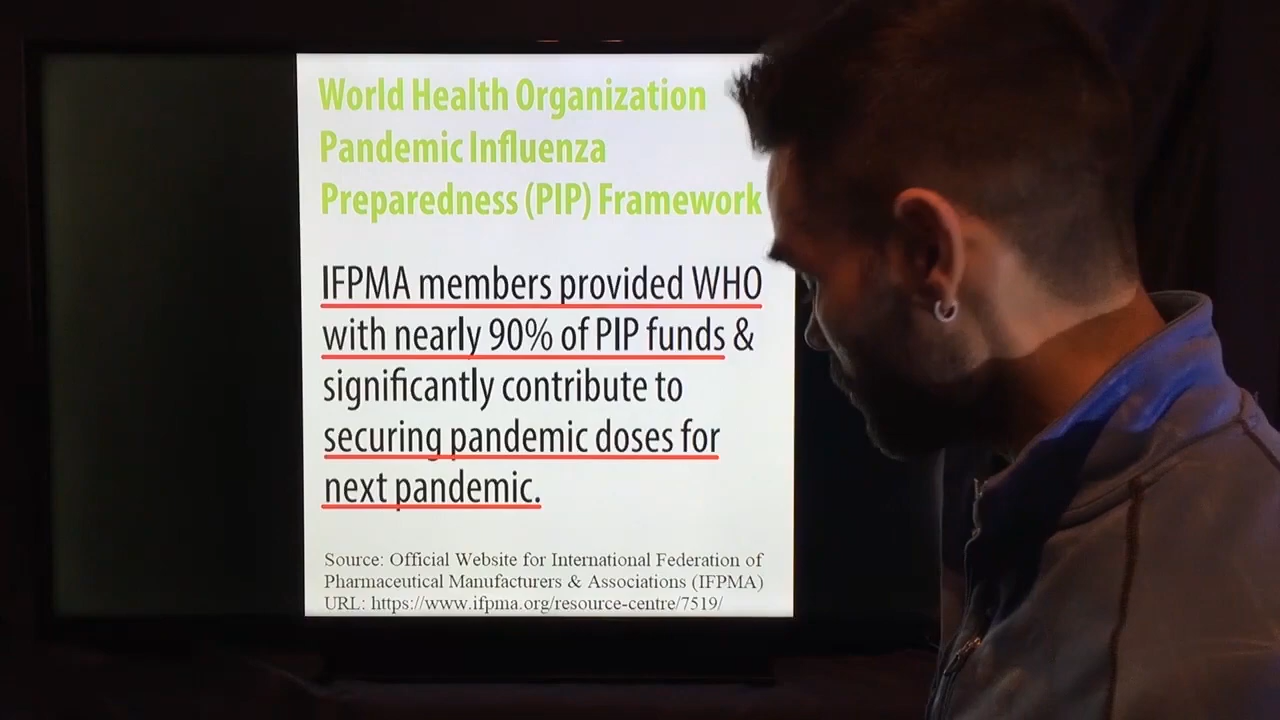 World Health Organization
Pandemic Influenza
Preparedness (PIP) Framework
IFPMA members provided WHO
with nearly 90% of PIP funds &
significantly contribute to
securing pandemic doses for
next pandemic.
Source: Official Website for International Federation of
Pharmaceutical Manufacturers & Associations (IFPMA)
URL: https://www.ifpma.org/resource-centre/7519/